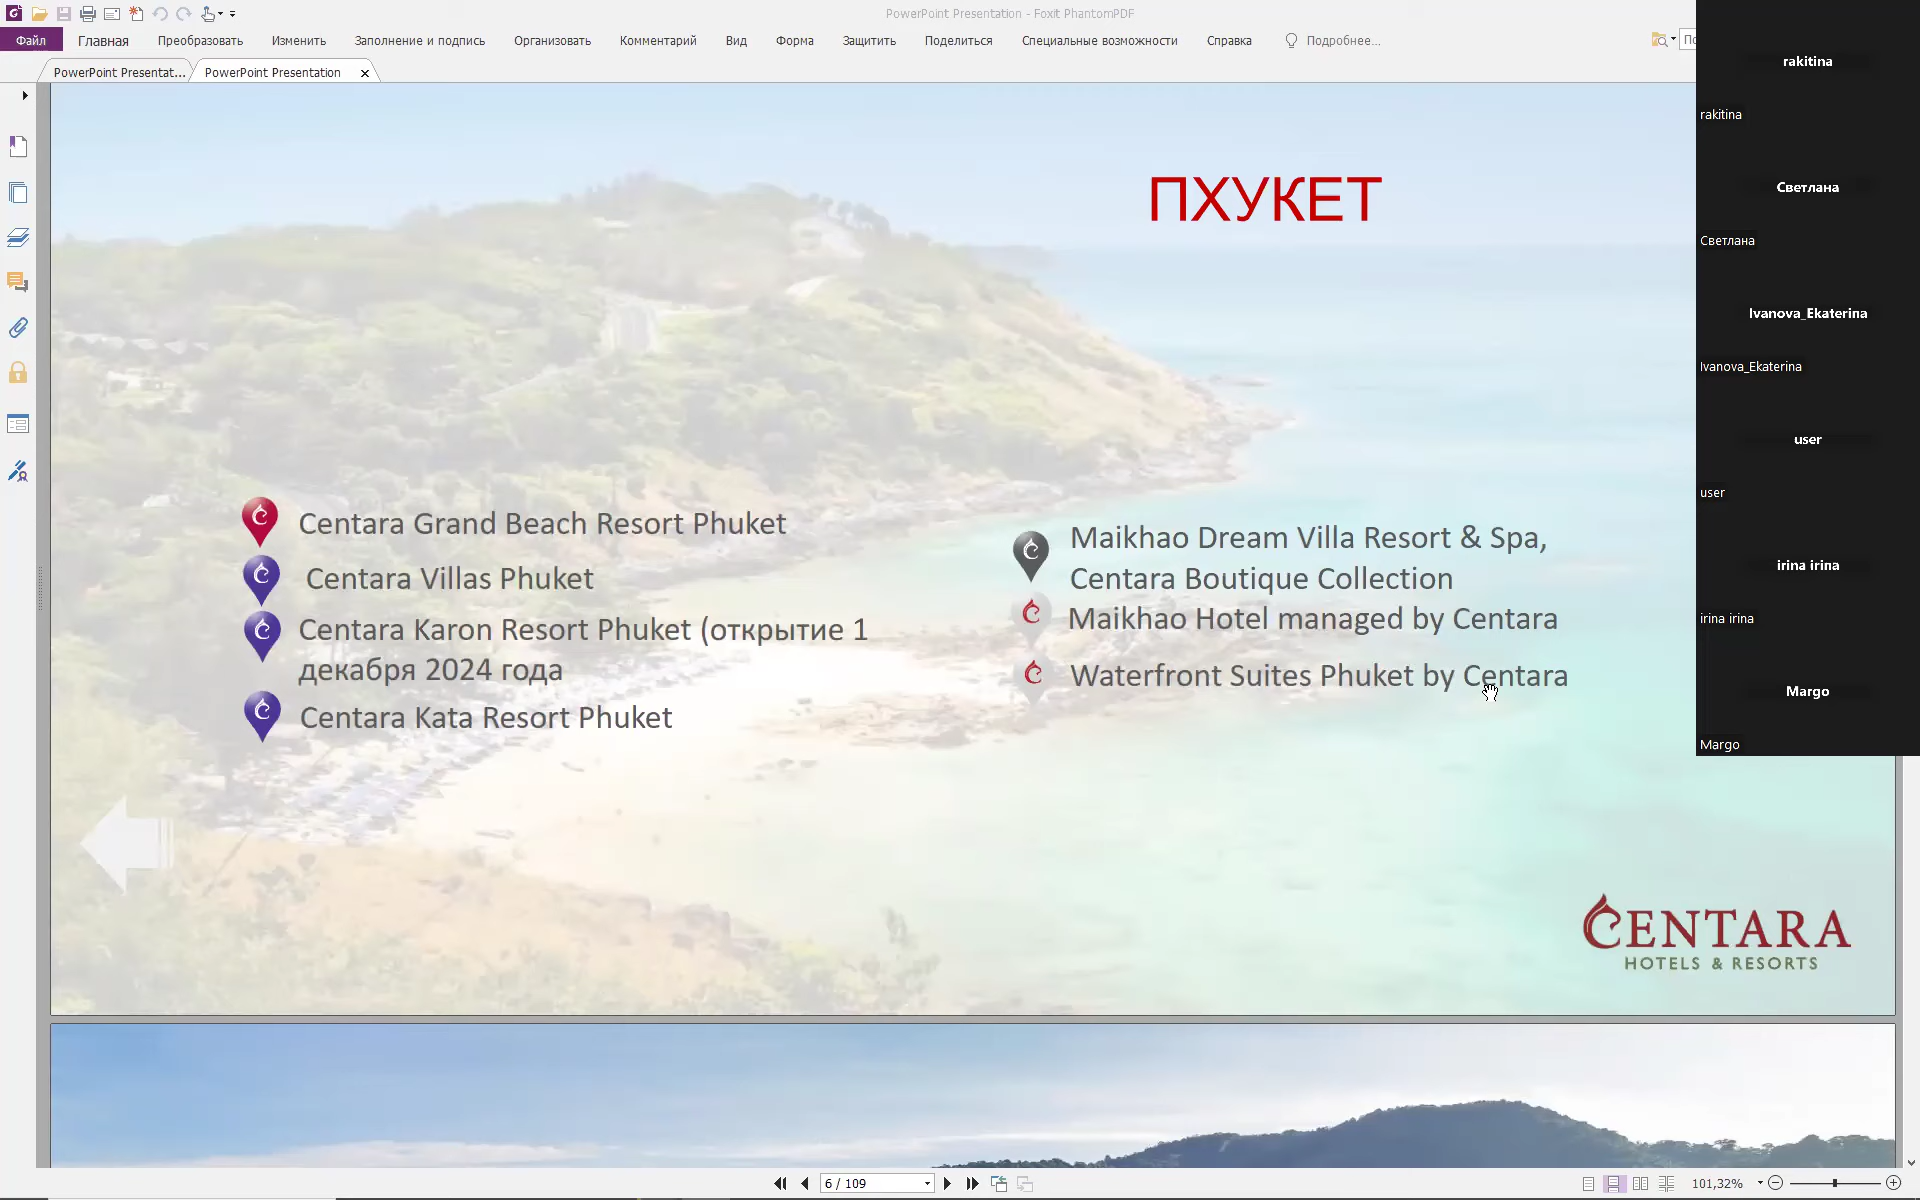 PowerPoint Presentation - Foxit PhantomPDF
Файл Главная Преобразовать Изменить Заполнение и подпись Организовать Комментарий Вид Форма Защитить Поделиться Специальные возможности Справка Подробнее...
PowerPoint Presentat... PowerPoint Presentation
ПХУКЕТ
Centara Grand Beach Resort Phuket
Centara Villas Phuket
Centara Karon Resort Phuket (открытие 1
декабря 2024 года
Centara Kata Resort Phuket
Maikhao Dream Villa Resort & Spa,
Centara Boutique Collection
Maikhao Hotel managed by Centara
Waterfront Suites Phuket by Centara
CENTARA
HOTELS & RESORTS
rakitina
rakitina
Светлана
Светлана
Ivanova_Ekaterina
Ivanova_Ekaterina
user
user
irina irina
irina irina
Margo
Margo
6 / 109
101,32%